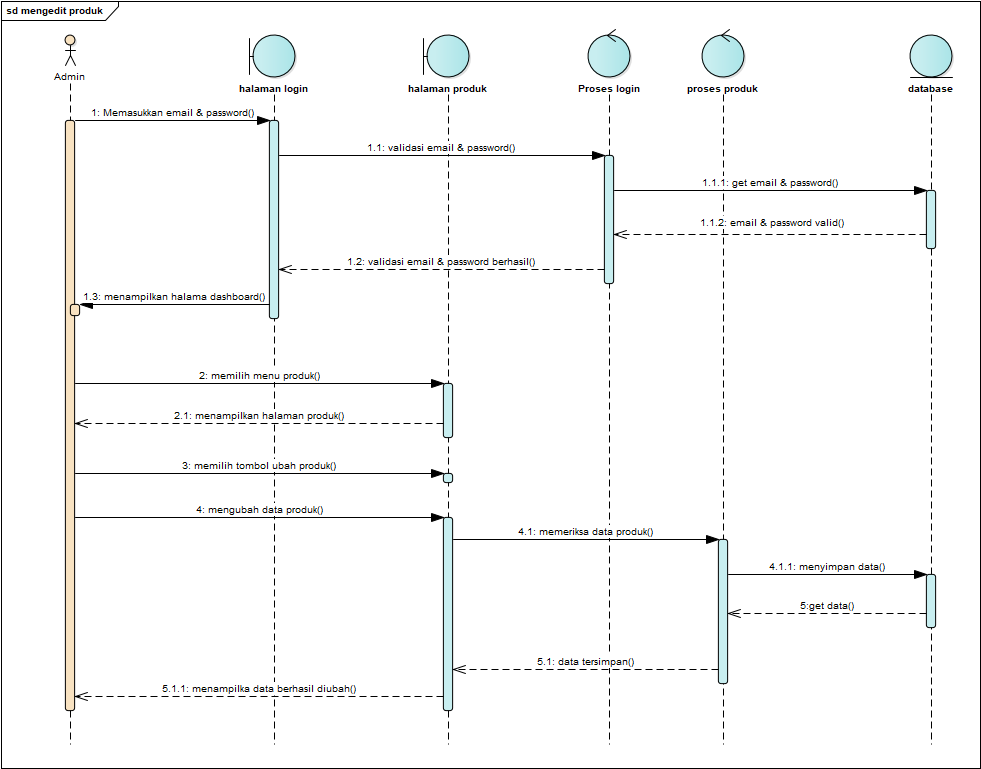 sd mengedit produk
Admin
halaman login
halaman produk
Proses login
proses produk
database
1: Memasukkan email & password()
1.1: validasi email & password()
1.1.1: get email & password()
1.1.2: email & password valid()
1.2: validasi email & password berhasil()
1.3: menampilkan halama dashboard()
2: memilih menu produk()
2.1: menampilkan halaman produk()
3: memilih tombol ubah produk()
4: mengubah data produk()
4.1: memeriksa data produk()
4.1.1: menyimpan data()
5:get data()
5.1: data tersimpan()
5.1.1: menampilka data berhasil diubah()